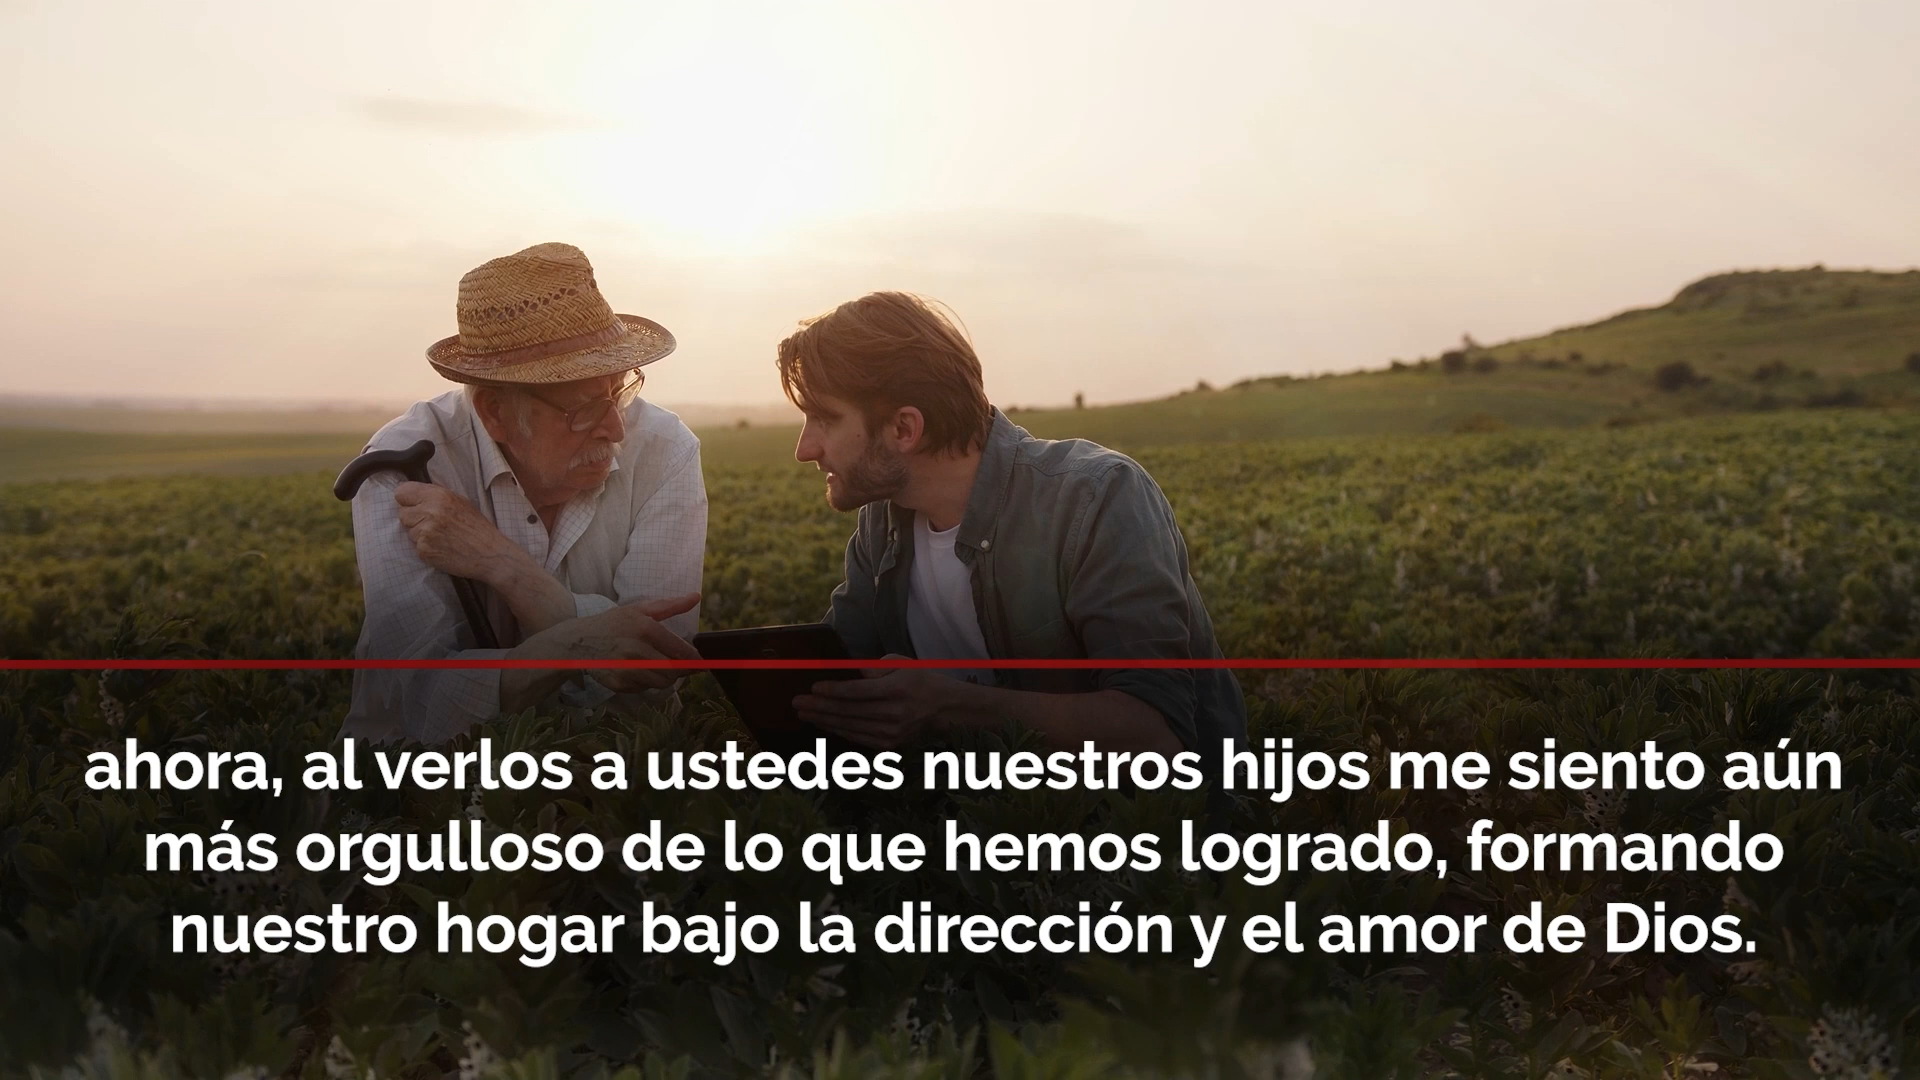 ahora, al verlos a ustedes nuestros hijos me siento aún
más orgulloso de lo que hemos logrado, formando
nuestro hogar bajo la dirección y el amor de Dios.